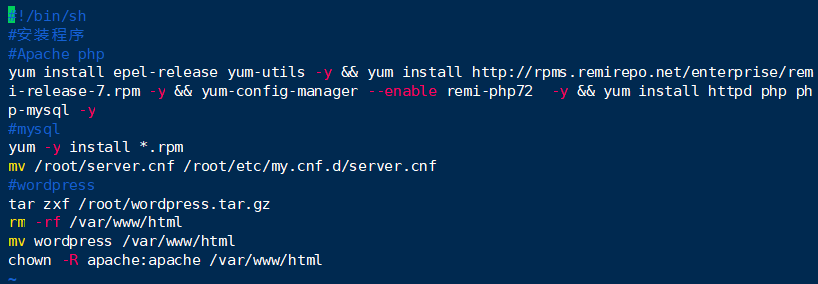 #!/bin/sh
#安装程序
#Apache php
yum install epel-release yum-utils -y && yum install http://rpms.remirepo.net/enterprise/rem
i-release-7.rpm -y && yum-config-manager --enable remi-php72  -y && yum install httpd php ph
p-mysql -y
#mysql
yum -y install *.rpm
mv /root/server.cnf /root/etc/my.cnf.d/server.cnf
#wordpress
tar zxf /root/wordpress.tar.gz
rm -rf /var/www/html
mv wordpress /var/www/html
chown -R apache:apache /var/www/html
~